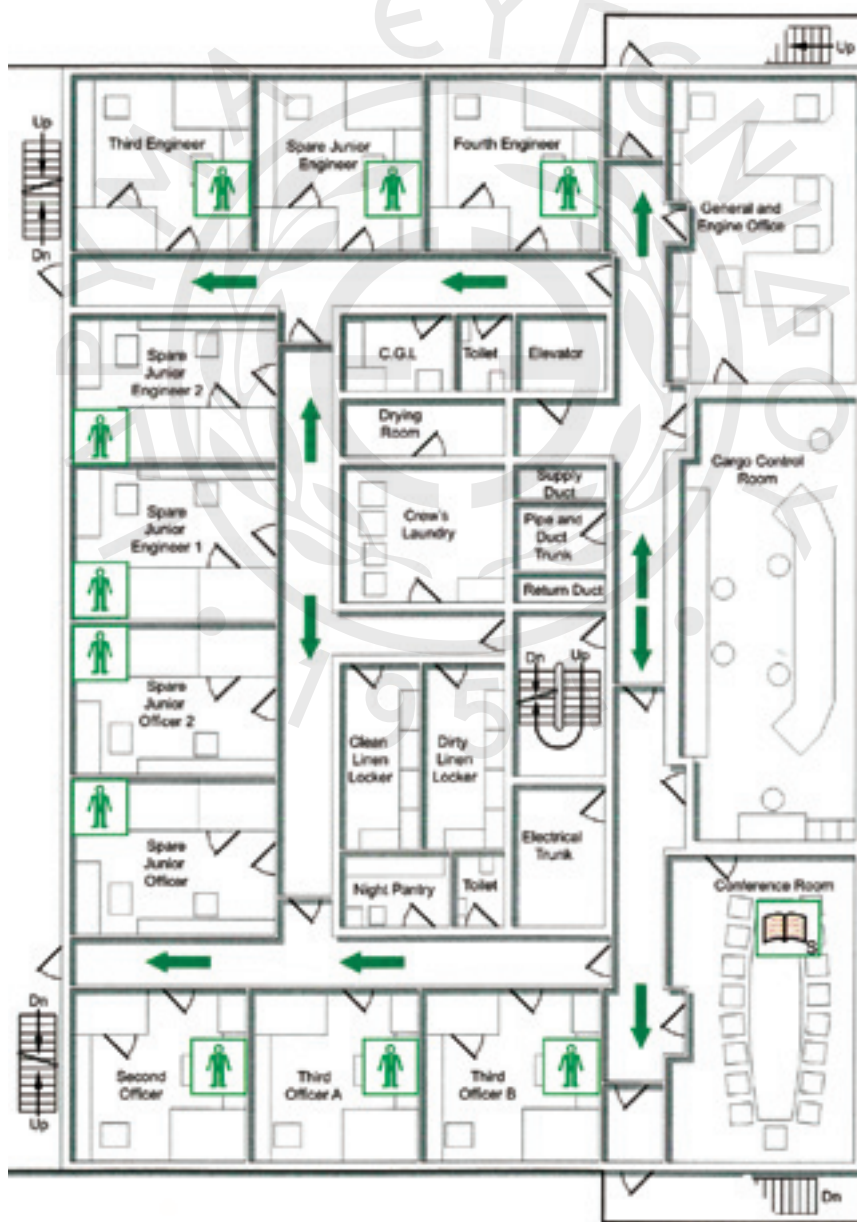 Up
Up
Third Engineer
Spare Junior
Engineer
Fourth Engineer
General and
Engine Office
Dn
Spare
Junior
Engineer 2
C.G.L
Toilet
Elevator
Drying
Room
Cargo Control
Room
Supply
Duct
Spare
Junior
Engineer 1
Crew's
Laundry
Pipe and
Duct
Trunk
Return Duct
Dn
Up
Spare
Junior
Officer 2
Clean
Linen
Locker
Dirty
Linen
Locker
Spare
Junior
Officer
Electrical
Trunk
Night Pantry
Toilet
Conference Room
S
Dn
Second
Officer
Third
Officer A
Third
Officer B
Up
Dn
195